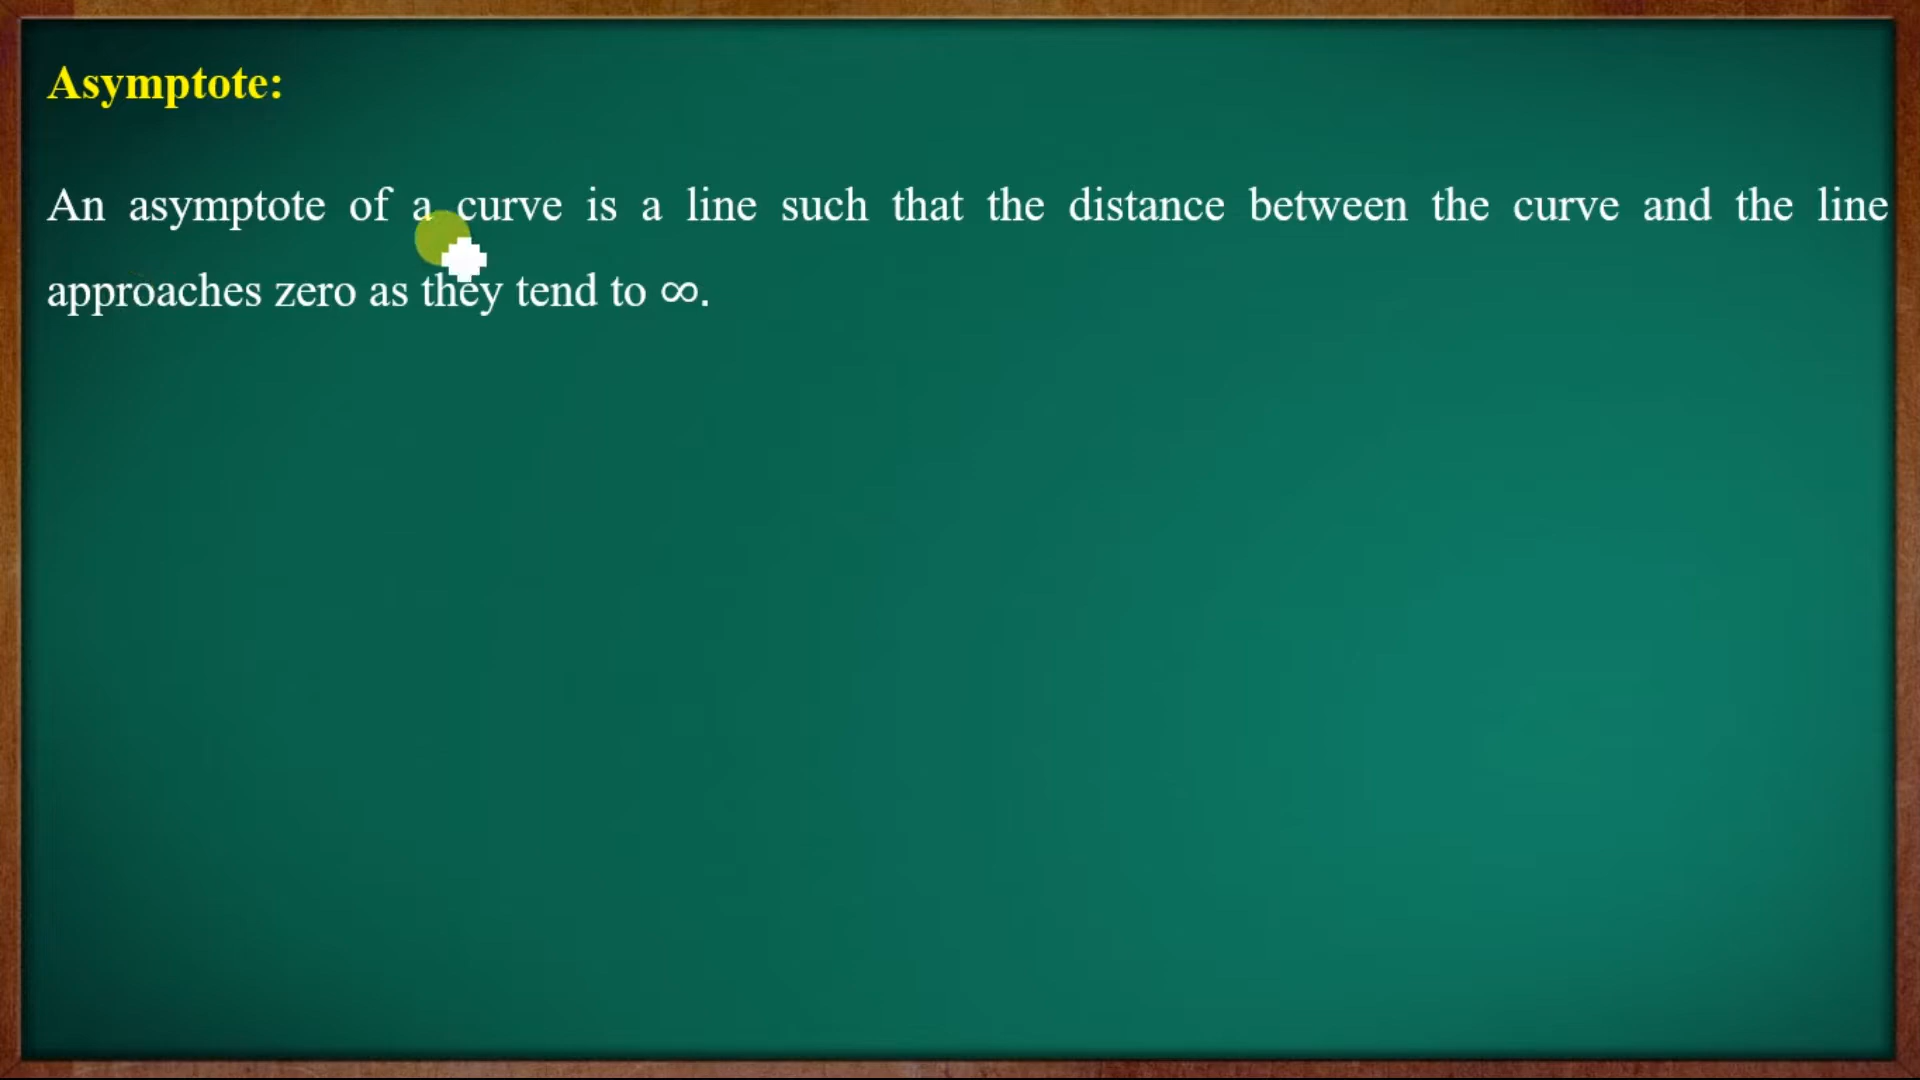 Asymptote:
An asymptote of a curve is a line such that the distance between the curve and the line
approaches zero as they tend to ∞.